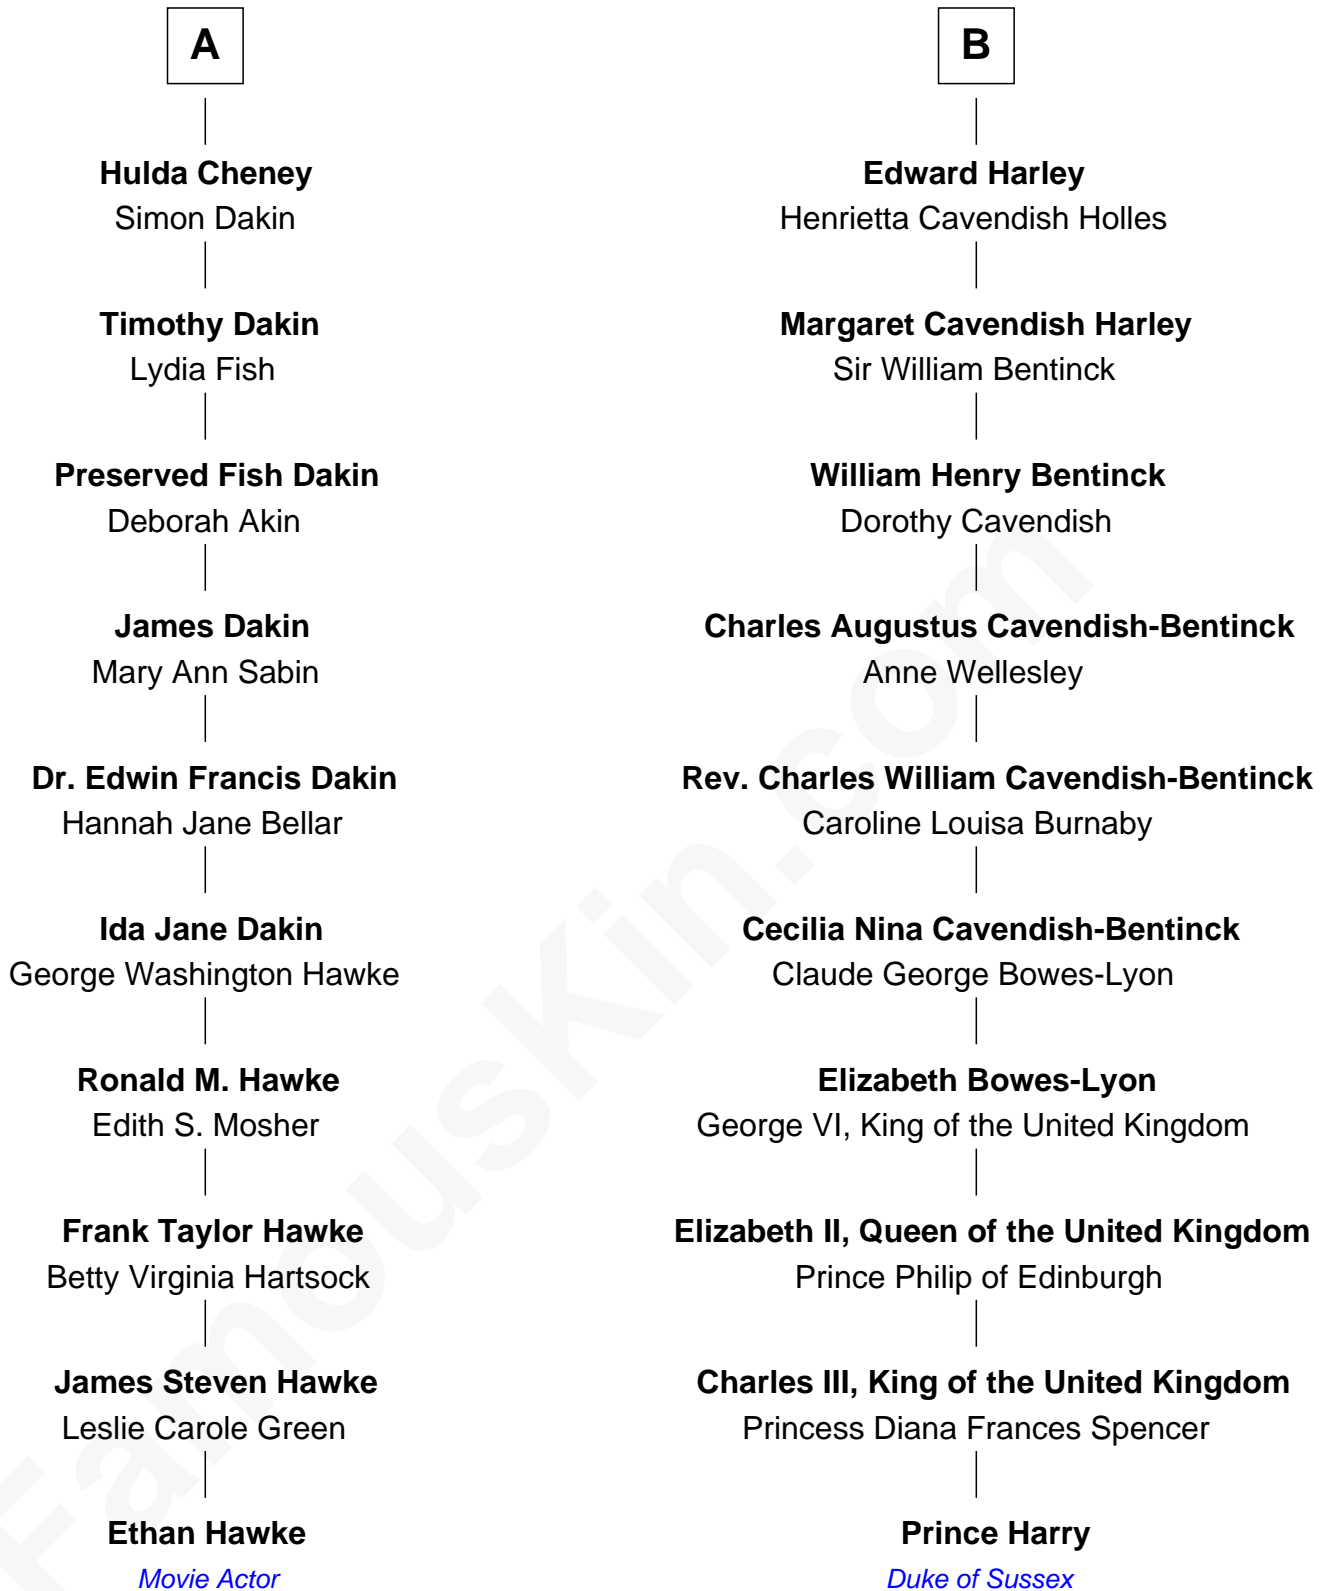 A
Hulda Cheney
Simon Dakin
Timothy Dakin
Lydia Fish
Preserved Fish Dakin
Deborah Akin
James Dakin
Mary Ann Sabin
Dr. Edwin Francis Dakin
Hannah Jane Bellar
Ida Jane Dakin
George Washington Hawke
Ronald M. Hawke
Edith S. Mosher
Frank Taylor Hawke
Betty Virginia Hartsock
James Steven Hawke
Leslie Carole Green
Ethan Hawke
Movie Actor
B
Edward Harley
Henrietta Cavendish Holles
Margaret Cavendish Harley
Sir William Bentinck
William Henry Bentinck
Dorothy Cavendish
Charles Augustus Cavendish-Bentinck
Anne Wellesley
Rev. Charles William Cavendish-Bentinck
Caroline Louisa Burnaby
Cecilia Nina Cavendish-Bentinck
Claude George Bowes-Lyon
Elizabeth Bowes-Lyon
George VI, King of the United Kingdom
Elizabeth II, Queen of the United Kingdom
Prince Philip of Edinburgh
Charles III, King of the United Kingdom
Princess Diana Frances Spencer
Prince Harry
Duke of Sussex
FamousKin.com